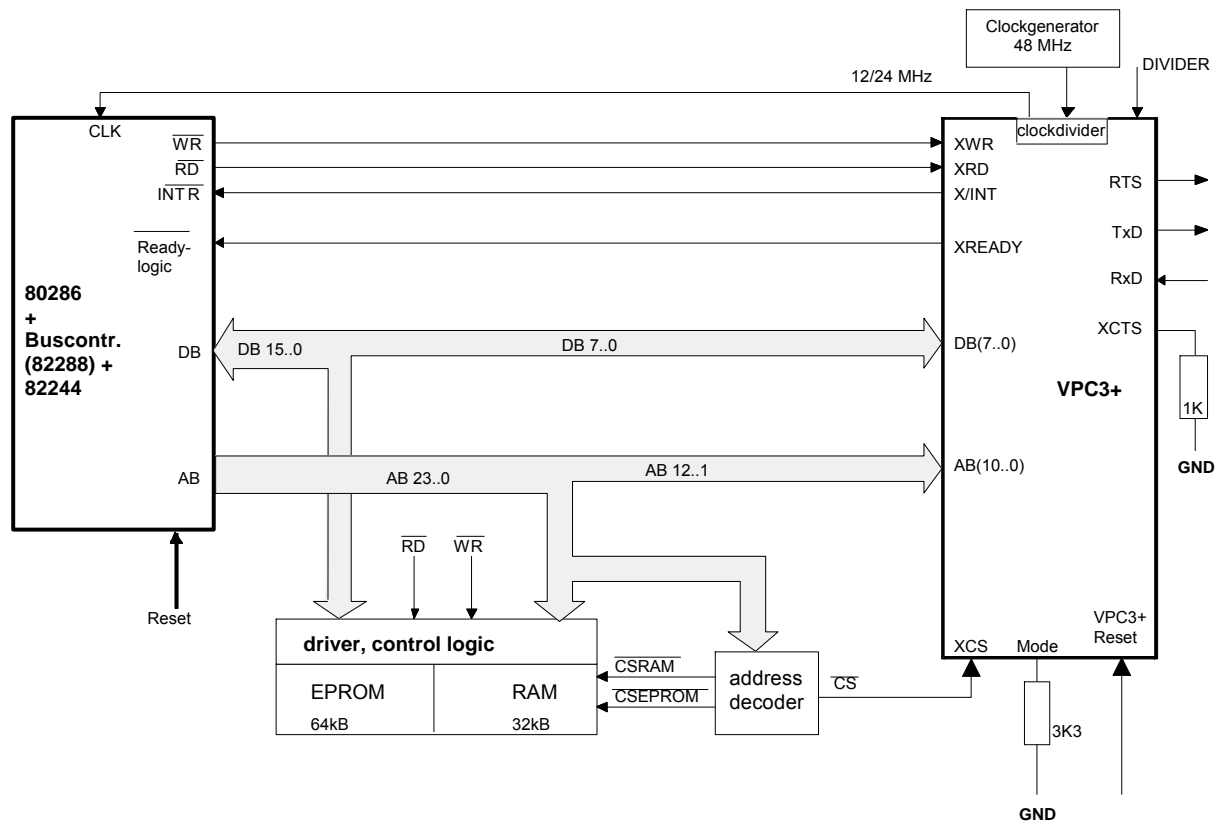 Clockgenerator
48 MHz
DIVIDER
12/24 MHz
CLK
WR
RD
INTR
Ready-
logic
80286
+
Buscontr.
(82288) +
82244
DB
AB
Reset
DB 15..0
DB 7..0
AB 23..0
AB 12..1
clockdivider
XWR
XRD
X/INT
XREADY
DB(7..0)
AB(10..0)
RTS
TxD
RxD
XCTS
VPC3+
1K
GND
RD
WR
driver, control logic
EPROM
RAM
64kB
32kB
CSRAM
CSEPROM
address
decoder
CS
XCS
Mode
VPC3+
Reset
3K3
GND